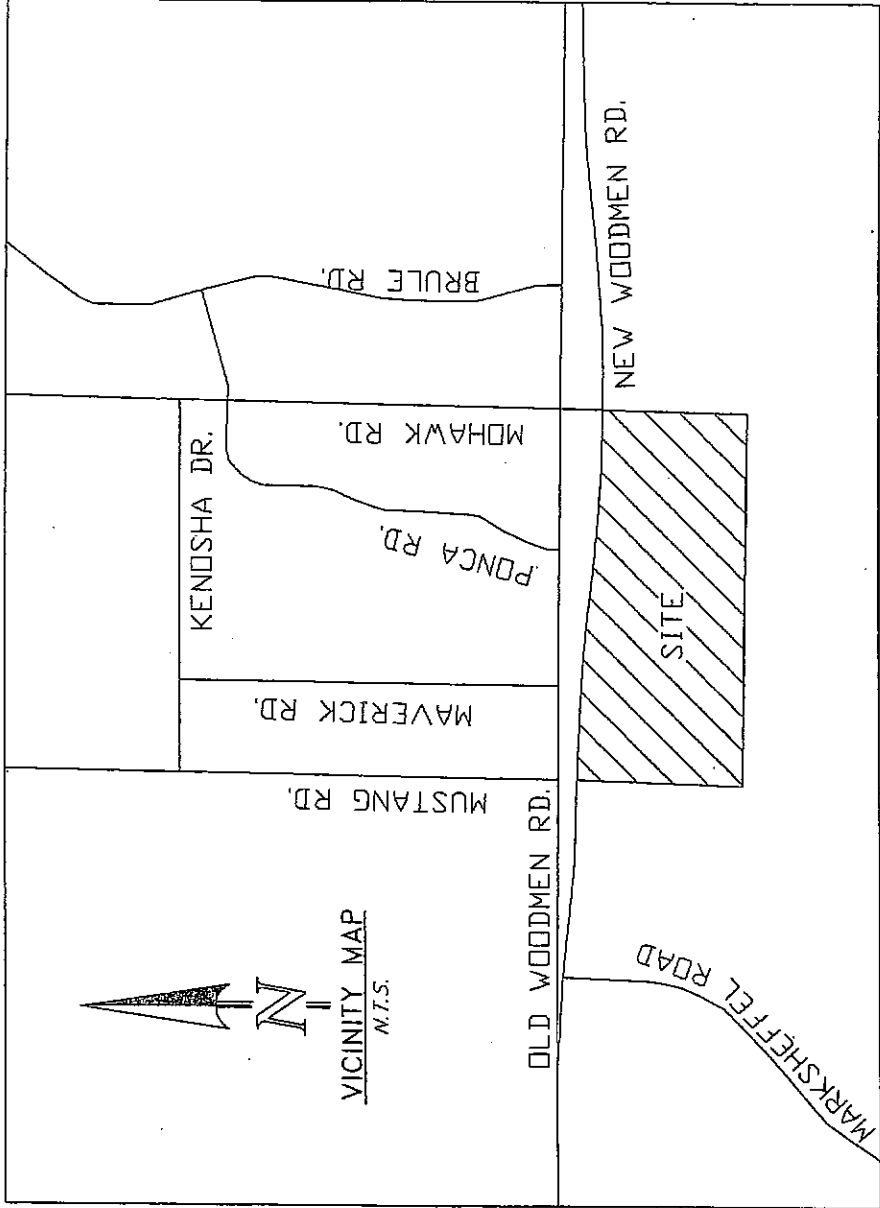 BRULE RD.
KENOSHA DR.
MOHAWK RD.
NEW WOODMEN RD.
PONCA RD.
MAVERICK RD.
SITE
MUSTANG RD.
N
VICINITY MAP
N.T.S.
OLD WOODMEN RD.
MARKSHEFFEL ROAD